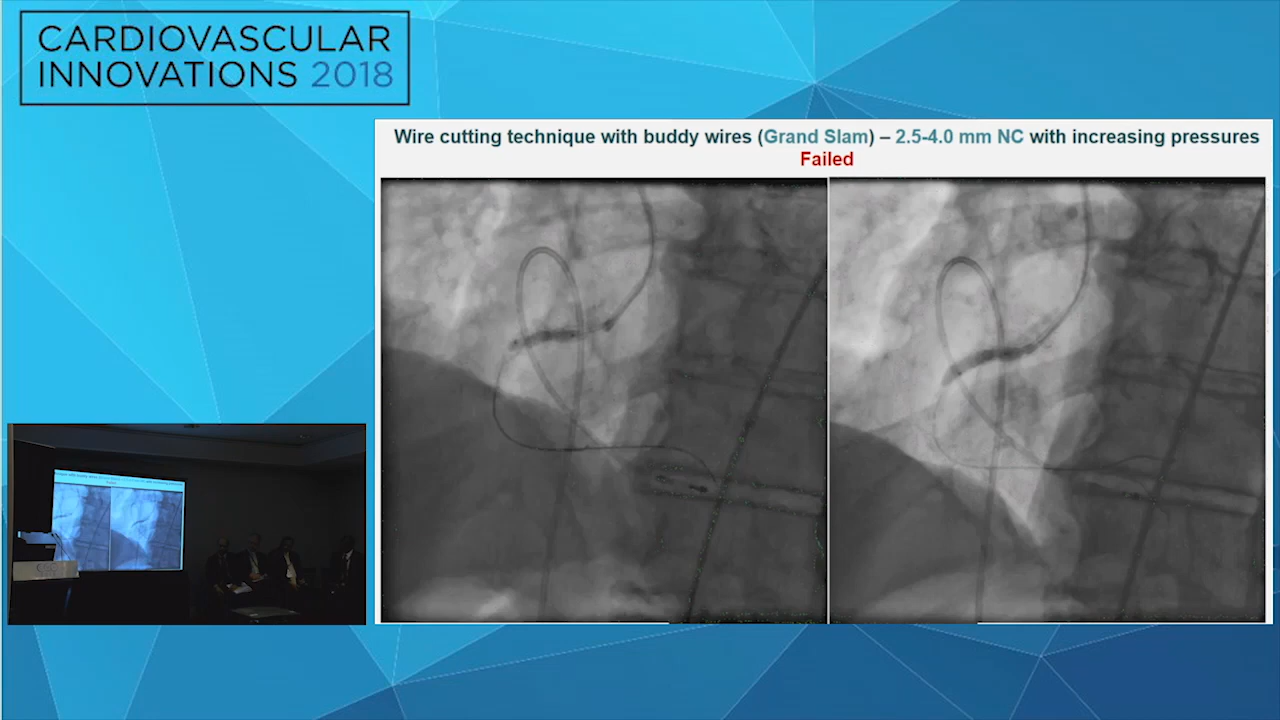 CARDIOVASCULAR
INNOVATIONS 2018
Wire cutting technique with buddy wires (Grand Slam) – 2.5-4.0 mm NC with increasing pressures
Failed